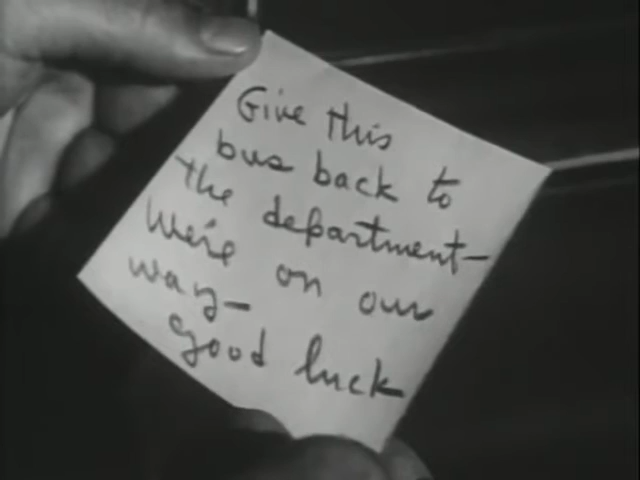 Give this
bus back to
the department—
We're on our
way—
good luck